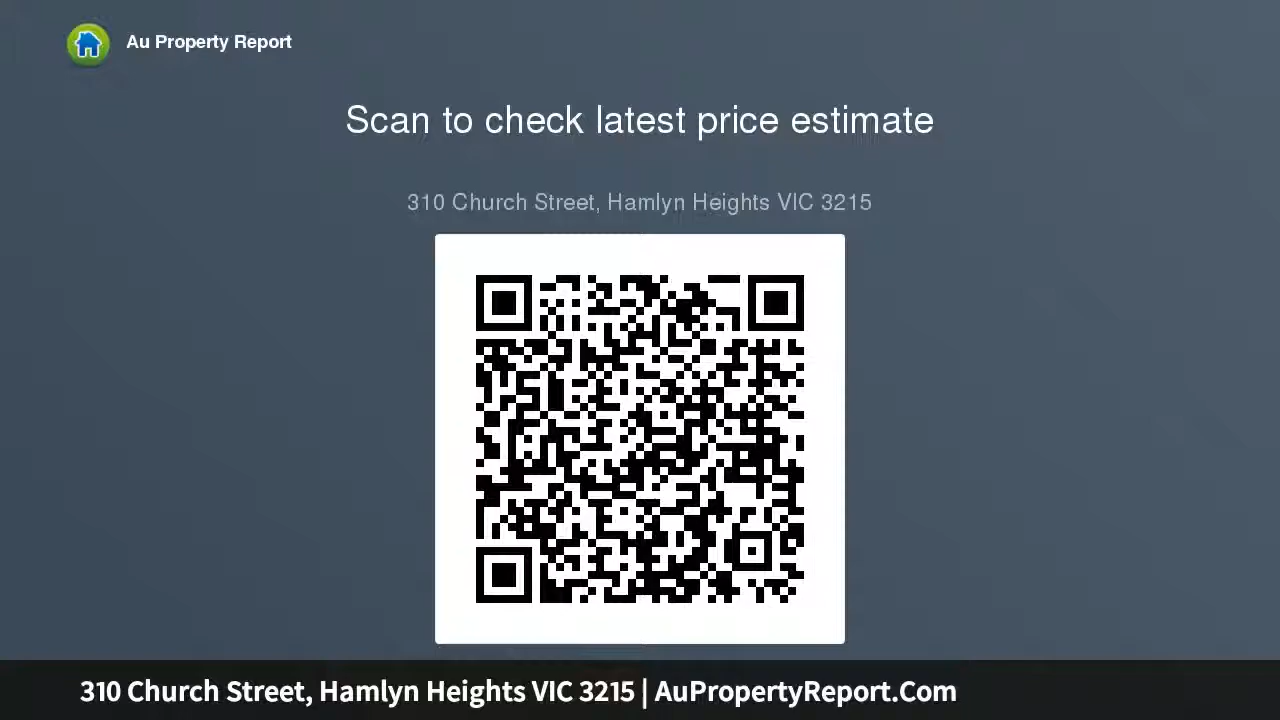 Au Property Report
Scan to check latest price estimate
310 Church Street, Hamlyn Heights VIC 3215
310 Church Street, Hamlyn Heights VIC 3215 | AuPropertyReport.Com